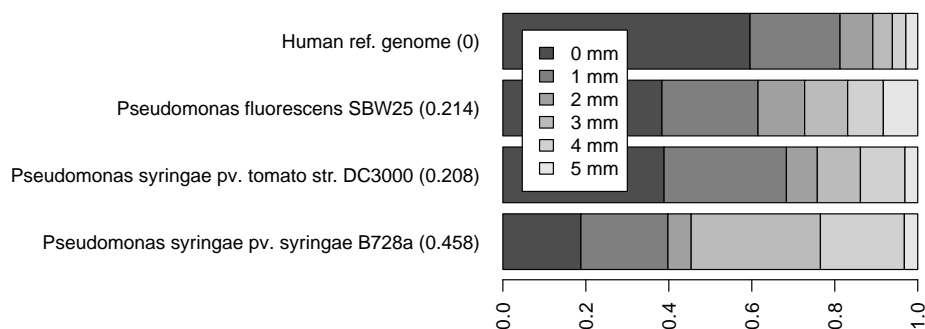 Human ref. genome (0)
0 mm
1 mm
Pseudomonas fluorescens SBW25 (0.214)
2 mm
3 mm
4 mm
Pseudomonas syringae pv. tomato str. DC3000 (0.208)
5 mm
Pseudomonas syringae pv. syringae B728a (0.458)
0.0
0.2
0.4
0.6
0.8
1.0